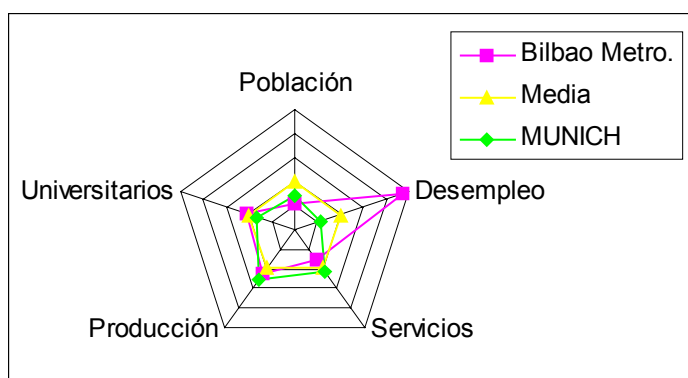 Bilbao Metro.
Media
MUNICH
Población
Universitarios
Desempleo
Producción
Servicios